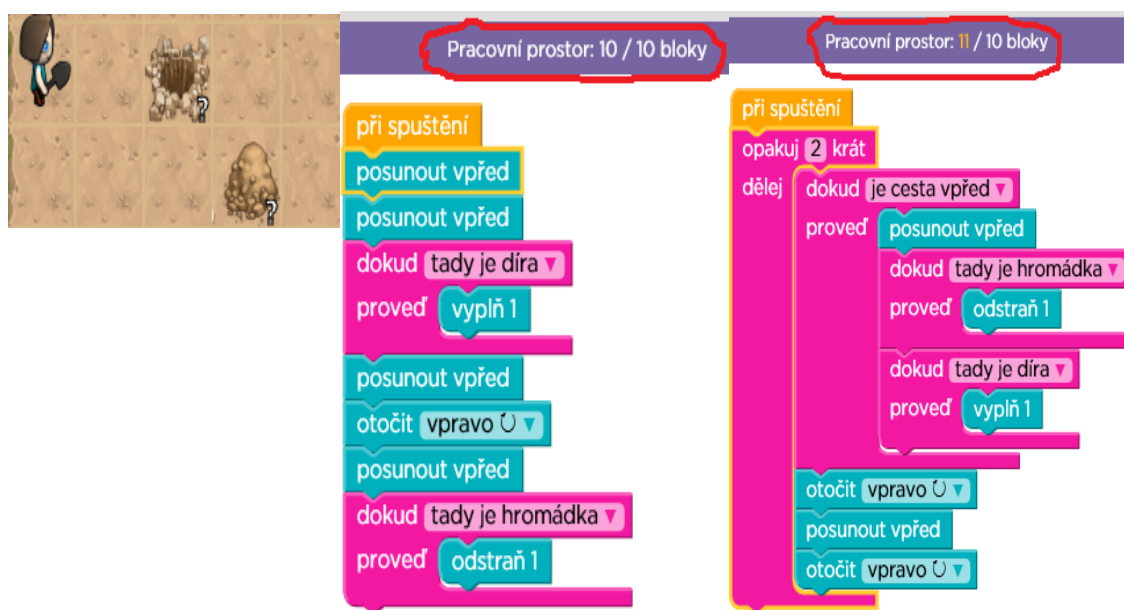 ?
?
Pracovní prostor: 10 / 10 bloky
při spuštění
posunout vpřed
posunout vpřed
dokud tady je díra
proveď vyplň 1
posunout vpřed
otočit vpravo ↻
posunout vpřed
dokud tady je hromádka
proveď odstraň 1
Pracovní prostor: 11 / 10 bloky
při spuštění
opakuj 2 krát
dělej dokud je cesta vpřed
proveď posunout vpřed
dokud tady je hromádka
proveď odstraň 1
dokud tady je díra
proveď vyplň 1
otočit vpravo ↻
posunout vpřed
otočit vpravo ↻